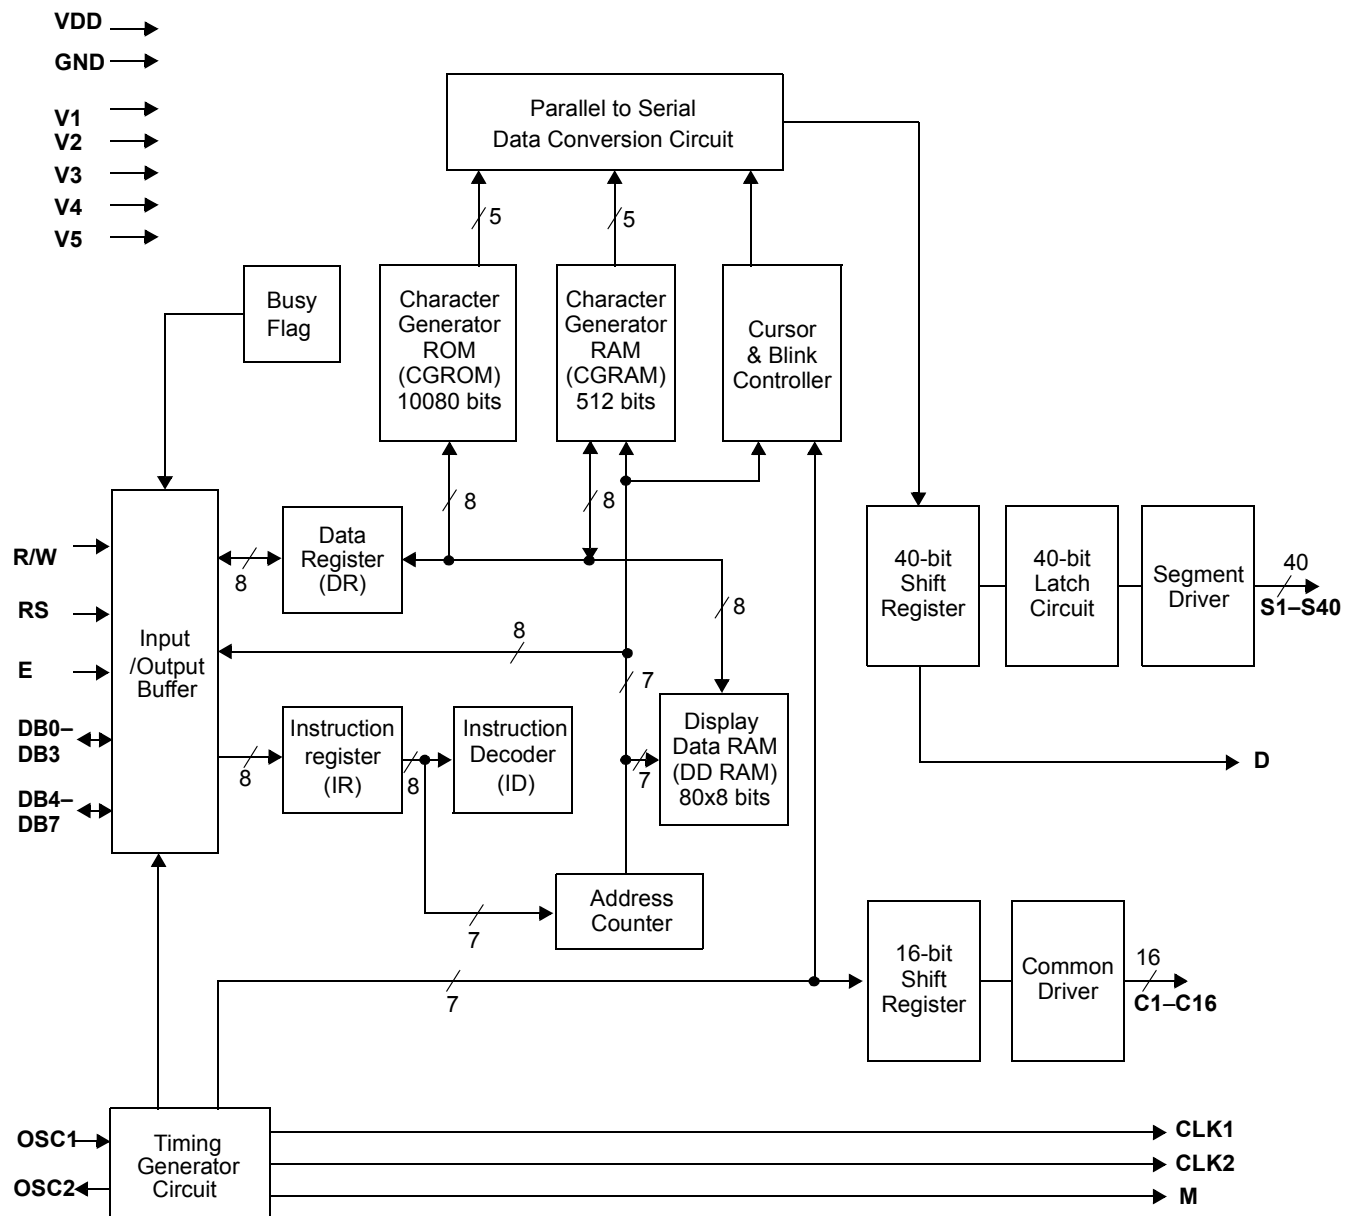 VDD
GND
V1
V2
V3
V4
V5
Parallel to Serial
Data Conversion Circuit
5
5
Busy
Flag
Character
Generator
ROM
(CGROM)
10080 bits
Character
Generator
RAM
(CGRAM)
512 bits
Cursor
& Blink
Controller
8
8
R/W
RS
E
DB0–
DB3
DB4–
DB7
Input
/Output
Buffer
8
Data
Register
(DR)
8
8
7
40-bit
Shift
Register
40-bit
Latch
Circuit
Segment
Driver
40
S1–S40
8
Instruction
register
(IR)
8
Instruction
Decoder
(ID)
7
Display
Data RAM
(DD RAM)
80x8 bits
D
7
Address
Counter
7
16-bit
Shift
Register
Common
Driver
16
C1–C16
OSC1
OSC2
Timing
Generator
Circuit
CLK1
CLK2
M